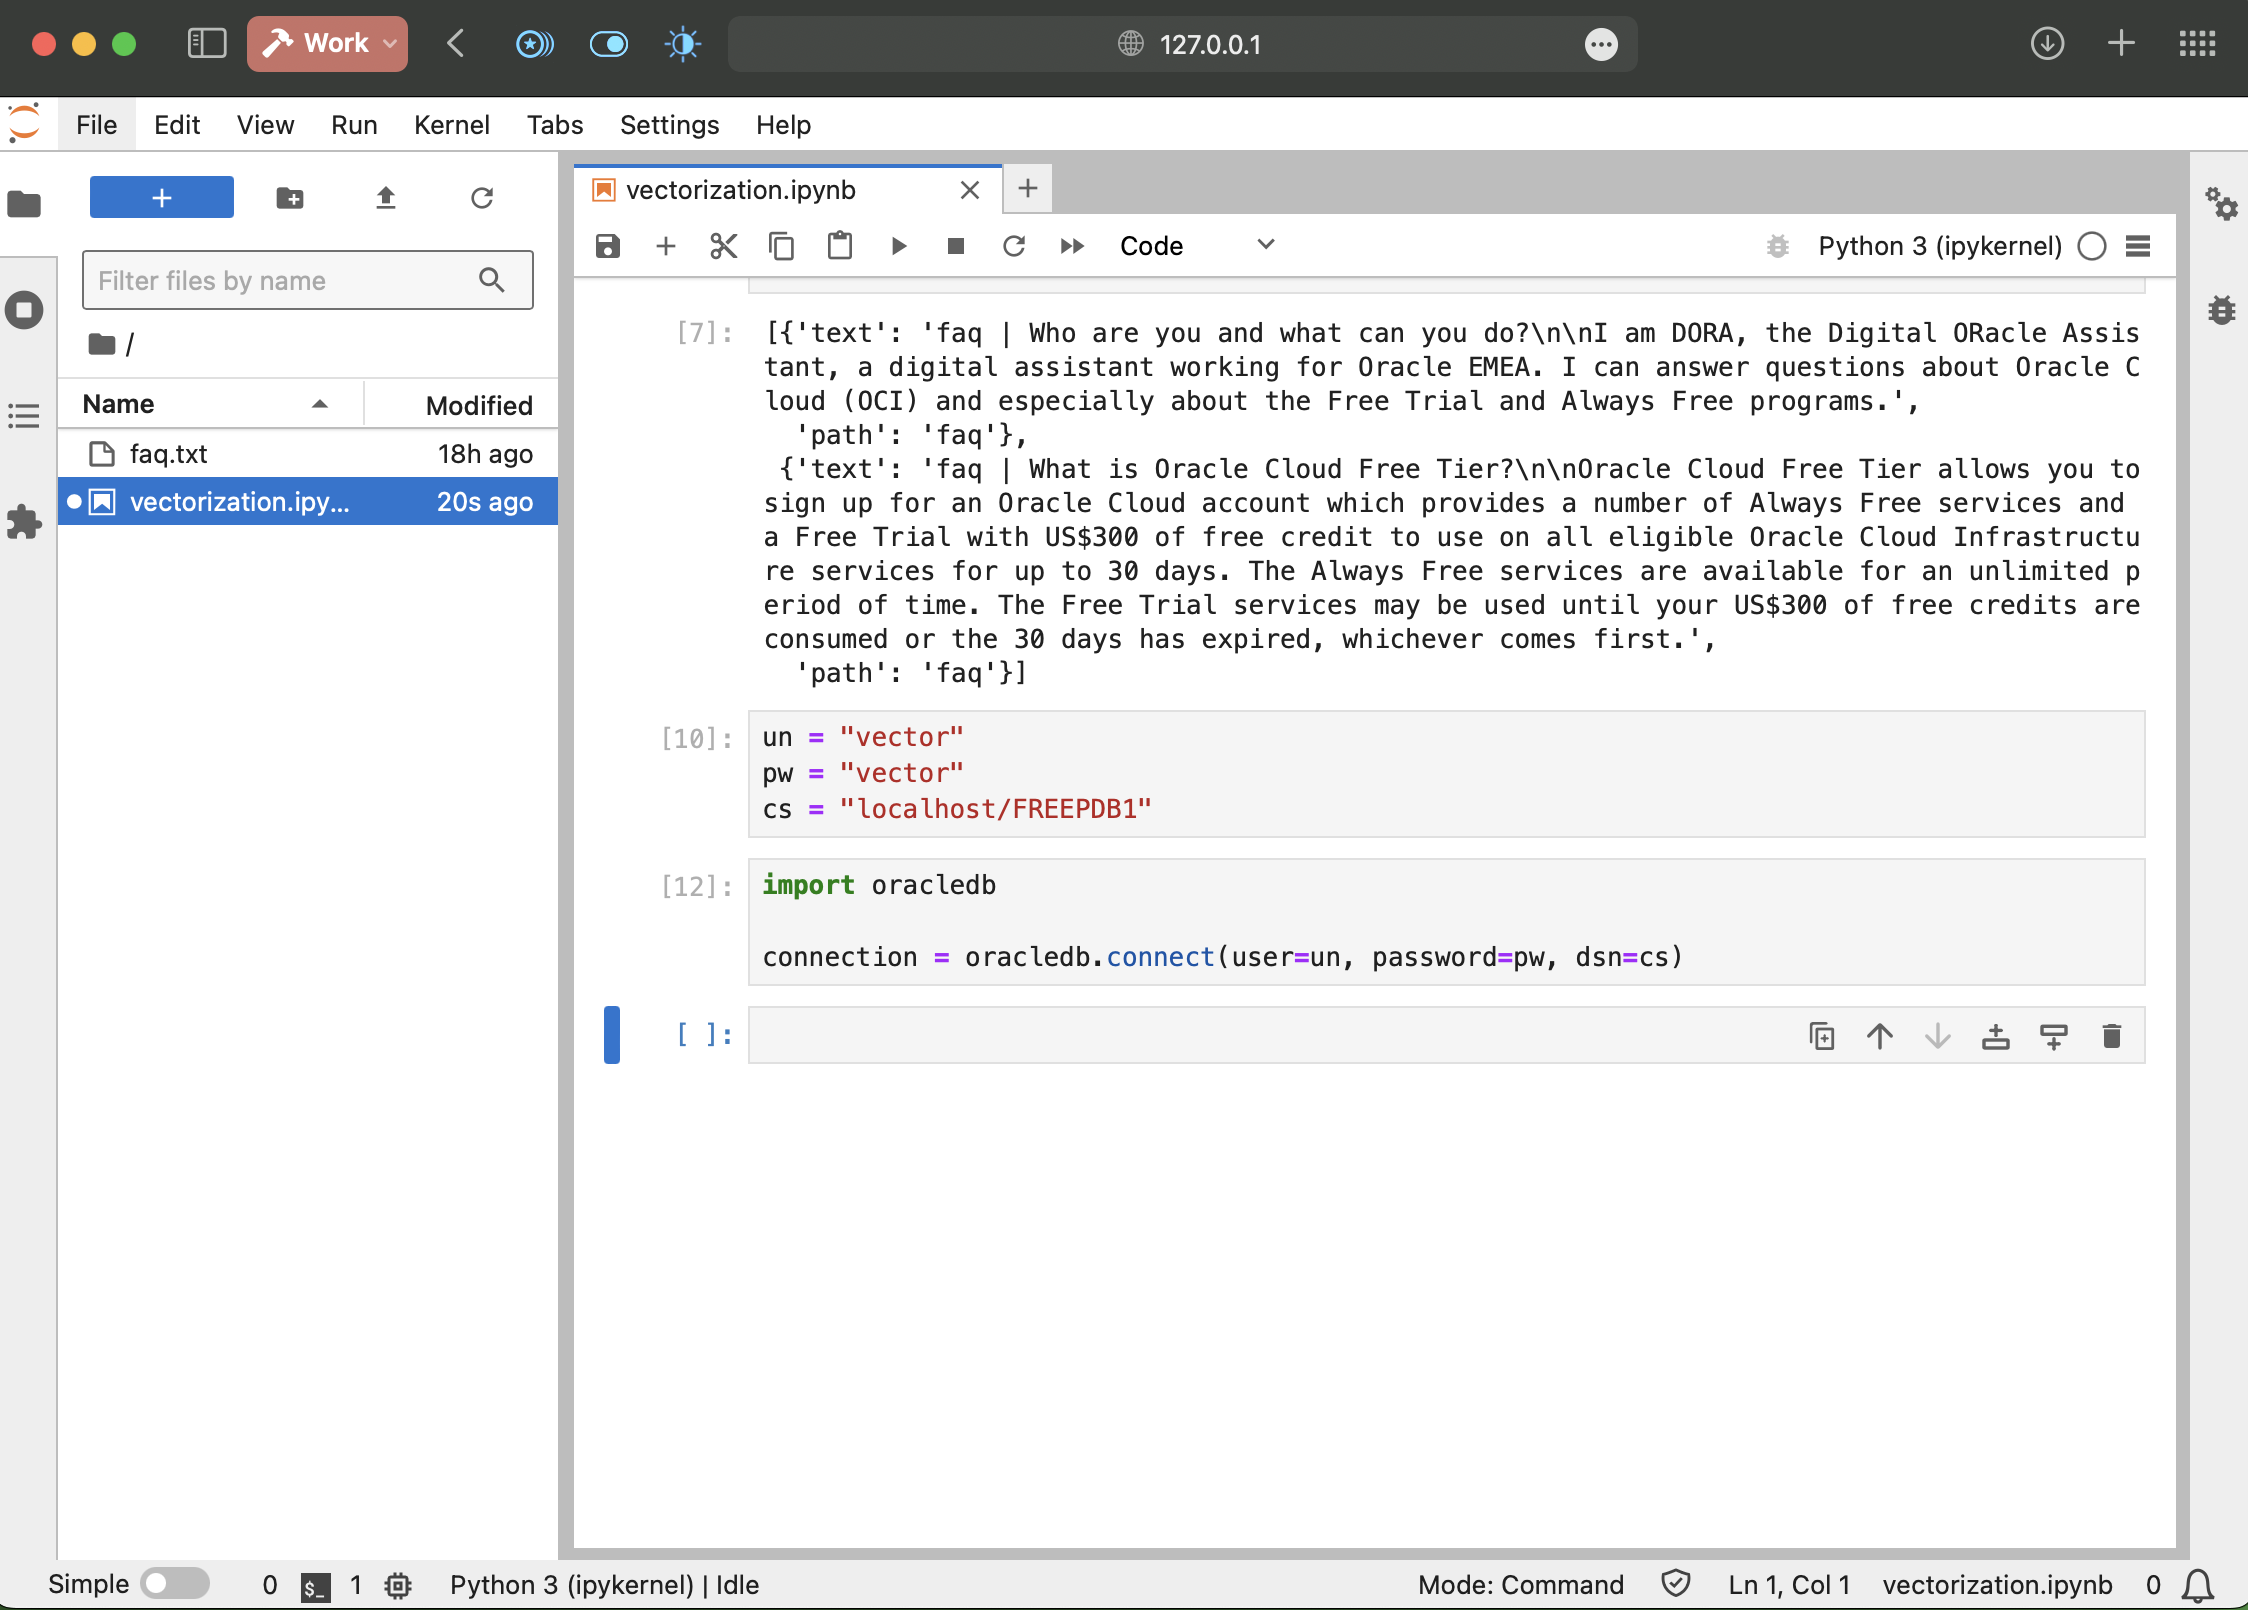 Work
127.0.0.1
File Edit View Run Kernel Tabs Settings Help
+
Filter files by name
/
Name Modified
faq.txt 18h ago
vectorization.ipy... 20s ago
vectorization.ipynb
Code
Python 3 (ipykernel)
[7]: [{'text': 'faq | Who are you and what can you do?\n\nI am DORA, the Digital ORacle Assis
tant, a digital assistant working for Oracle EMEA. I can answer questions about Oracle C
loud (OCI) and especially about the Free Trial and Always Free programs.',
'path': 'faq'},
{'text': 'faq | What is Oracle Cloud Free Tier?\n\nOracle Cloud Free Tier allows you to
sign up for an Oracle Cloud account which provides a number of Always Free services and
a Free Trial with US$300 of free credit to use on all eligible Oracle Cloud Infrastructu
re services for up to 30 days. The Always Free services are available for an unlimited p
eriod of time. The Free Trial services may be used until your US$300 of free credits are
consumed or the 30 days has expired, whichever comes first.',
'path': 'faq'}]
[10]: un = "vector"
pw = "vector"
cs = "localhost/FREEPDB1"
[12]: import oracledb
connection = oracledb.connect(user=un, password=pw, dsn=cs)
[ ]:
Simple 0 $_ 1 Python 3 (ipykernel) | Idle Mode: Command Ln 1, Col 1 vectorization.ipynb 0